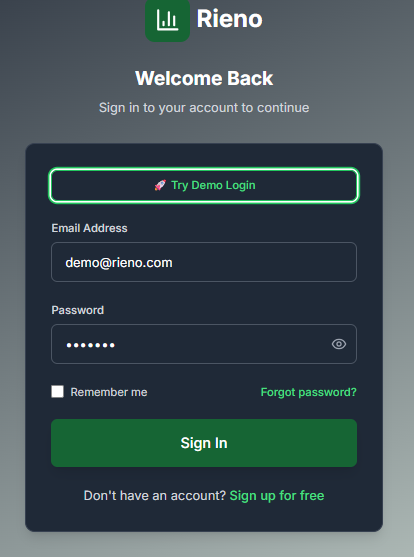 Rieno
Welcome Back
Sign in to your account to continue
🚀 Try Demo Login
Email Address
demo@rieno.com
Password
•••••••
Remember me Forgot password?
Sign In
Don't have an account? Sign up for free